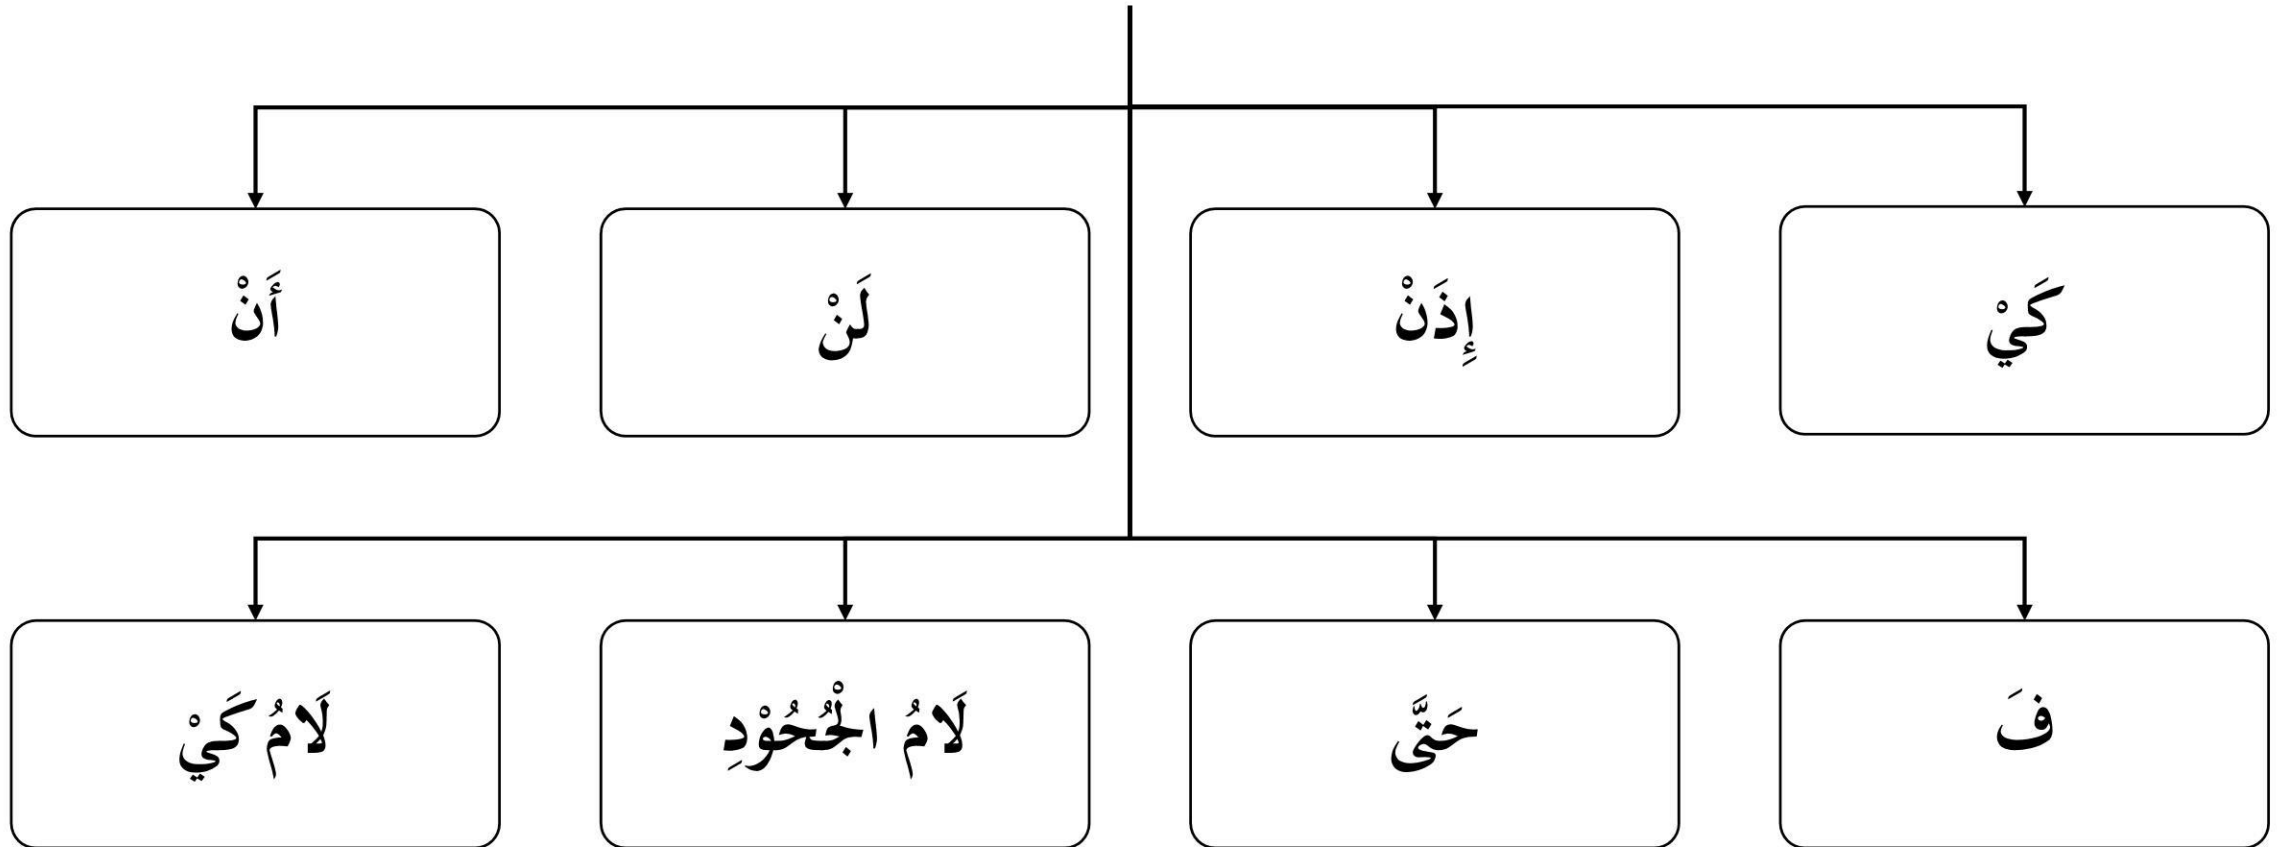 أَنْ
لَنْ
إِذَنْ
كَيْ
لَامُ كَيْ
لَامُ الْجُحُوْدِ
حَتَّى
فَ